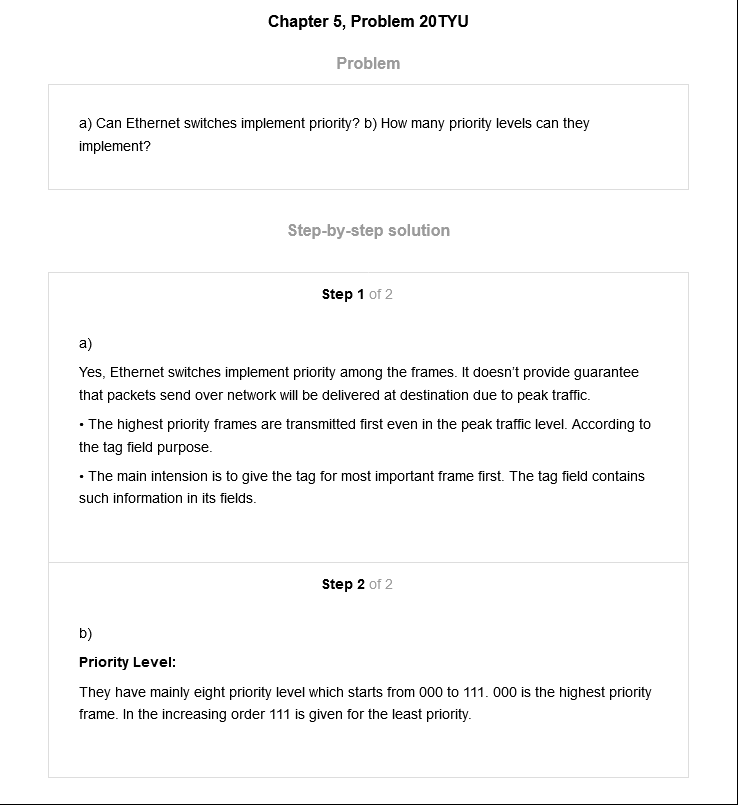 Chapter 5, Problem 20TYU
Problem
a) Can Ethernet switches implement priority? b) How many priority levels can they
implement?
Step-by-step solution
Step 1 of 2
a)
Yes, Ethernet switches implement priority among the frames. It doesn't provide guarantee
that packets send over network will be delivered at destination due to peak traffic.
• The highest priority frames are transmitted first even in the peak traffic level. According to
the tag field purpose.
• The main intension is to give the tag for most important frame first. The tag field contains
such information in its fields.
Step 2 of 2
b)
Priority Level:
They have mainly eight priority level which starts from 000 to 111. 000 is the highest priority
frame. In the increasing order 111 is given for the least priority.